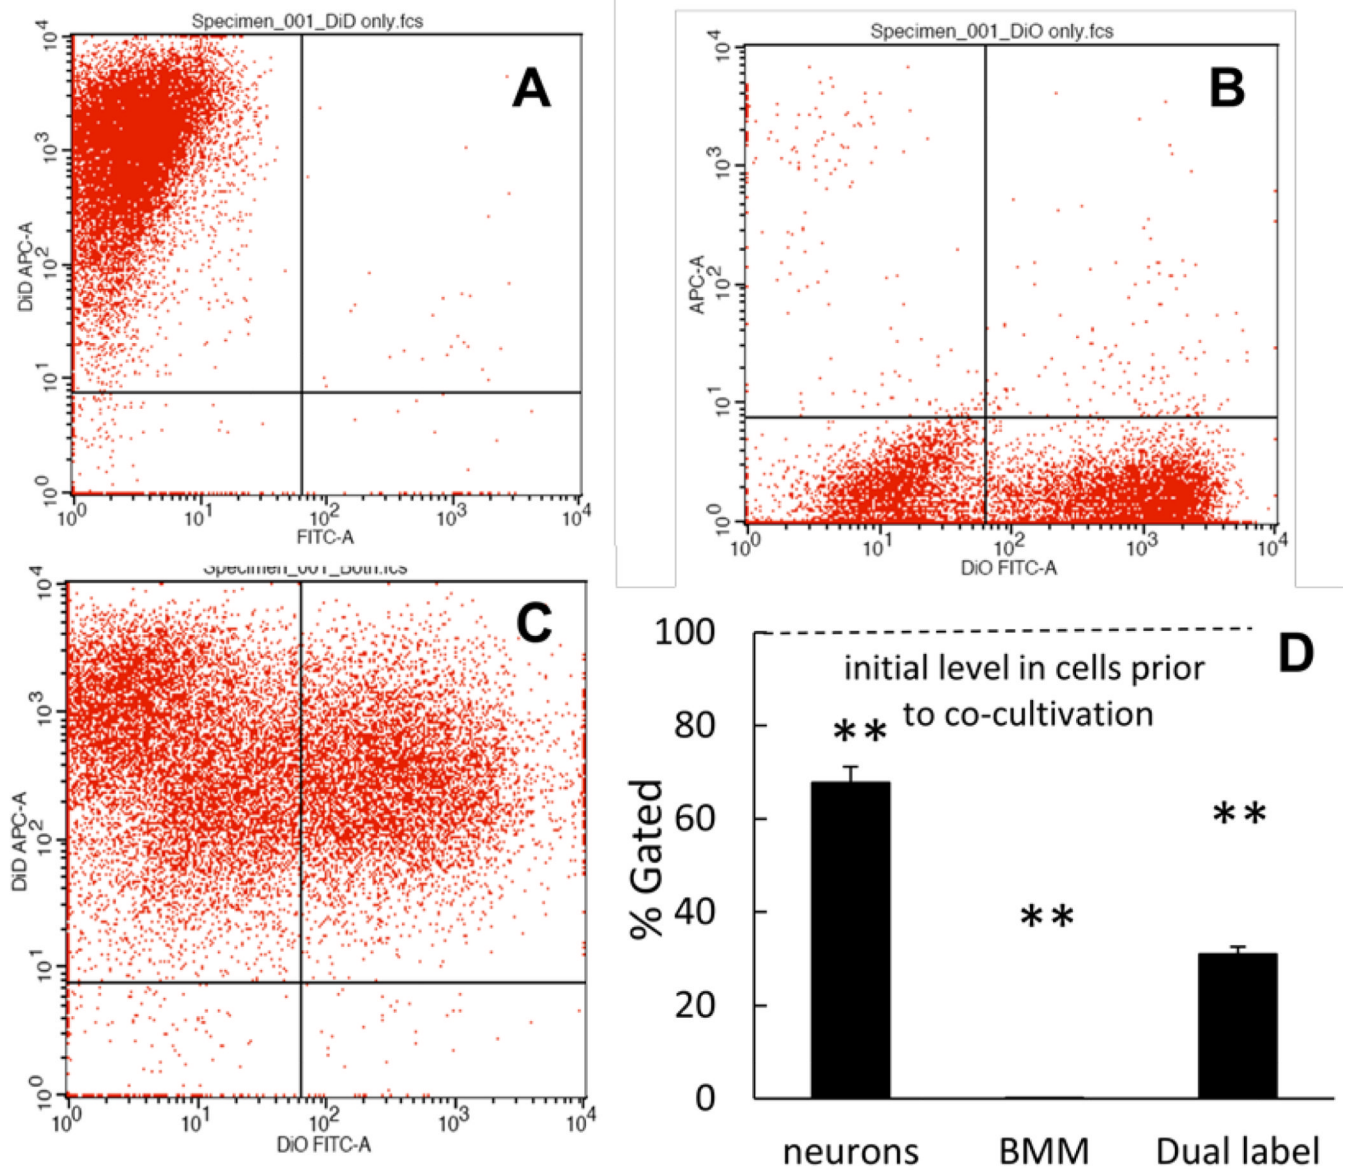 Specimen_001_DiD only.fcs
A
DiD APC-A
10^4
10^3
10^2
10^1
10^0
10^0 10^1 10^2 10^3 10^4
FITC-A
Specimen_001_DiO only.fcs
B
APC-A
10^4
10^3
10^2
10^1
10^0
10^0 10^1 10^2 10^3 10^4
DiO FITC-A
Specimen_001_Both.fcs
C
DiD APC-A
10^4
10^3
10^2
10^1
10^0
10^0 10^1 10^2 10^3 10^4
DiO FITC-A
D
% Gated
100
80
60
40
20
0
initial level in cells prior
to co-cultivation
**
**
**
neurons BMM Dual label